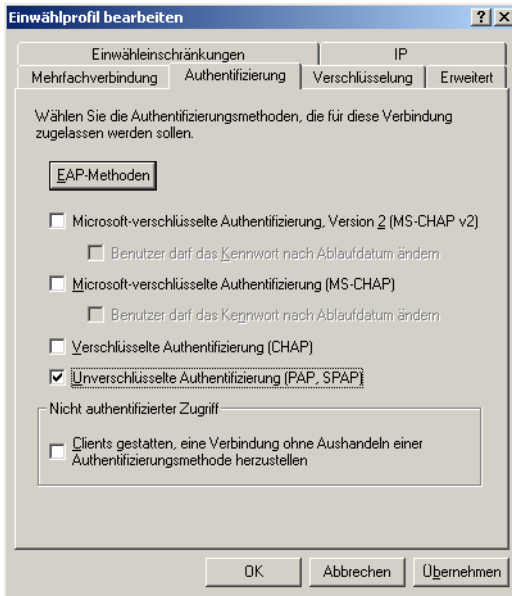 Einwählprofil bearbeiten
Einwähleinschränkungen IP
Mehrfachverbindung Authentifizierung Verschlüsselung Erweitert
Wählen Sie die Authentifizierungsmethoden, die für diese Verbindung
zugelassen werden sollen.
EAP-Methoden
Microsoft-verschlüsselte Authentifizierung, Version 2 (MS-CHAP v2)
Benutzer darf das Kennwort nach Ablaufdatum ändern
Microsoft-verschlüsselte Authentifizierung (MS-CHAP)
Benutzer darf das Kennwort nach Ablaufdatum ändern
Verschlüsselte Authentifizierung (CHAP)
Unverschlüsselte Authentifizierung (PAP, SPAP)
Nicht authentifizierter Zugriff
Clients gestatten, eine Verbindung ohne Aushandeln einer
Authentifizierungsmethode herzustellen
OK Abbrechen Übernehmen